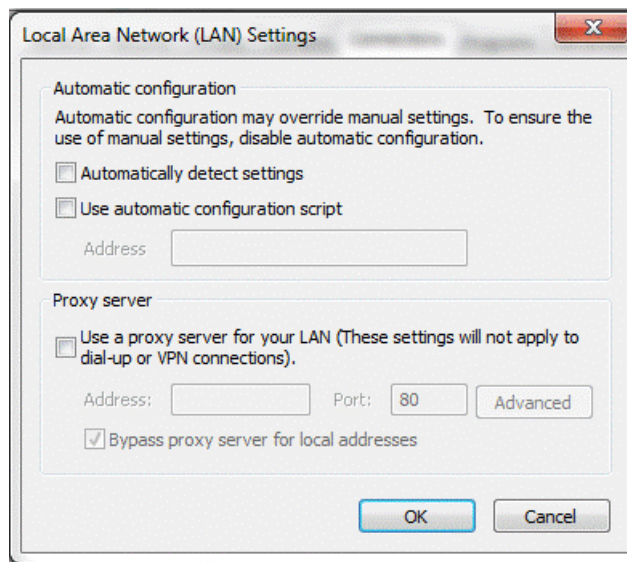 Local Area Network (LAN) Settings
Automatic configuration
Automatic configuration may override manual settings. To ensure the
use of manual settings, disable automatic configuration.
Automatically detect settings
Use automatic configuration script
Address
Proxy server
Use a proxy server for your LAN (These settings will not apply to
dial-up or VPN connections).
Address: Port: 80 Advanced
Bypass proxy server for local addresses
OK Cancel